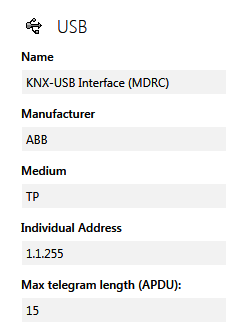 USB
Name
KNX-USB Interface (MDRC)
Manufacturer
ABB
Medium
TP
Individual Address
1.1.255
Max telegram length (APDU):
15